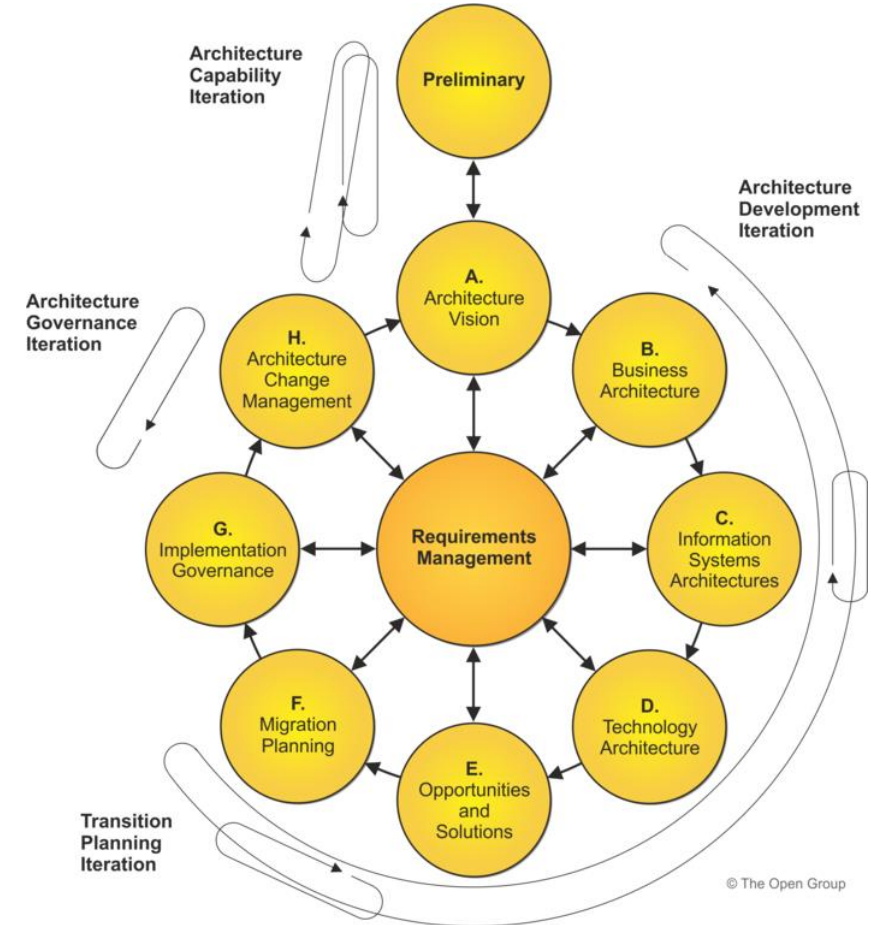 Architecture
Capability
Iteration
Preliminary
Architecture
Development
Iteration
A.
Architecture
Vision
Architecture
Governance
Iteration
H.
Architecture
Change
Management
B.
Business
Architecture
Requirements
Management
G.
Implementation
Governance
C.
Information
Systems
Architectures
F.
Migration
Planning
D.
Technology
Architecture
E.
Opportunities
and
Solutions
Transition
Planning
Iteration
© The Open Group